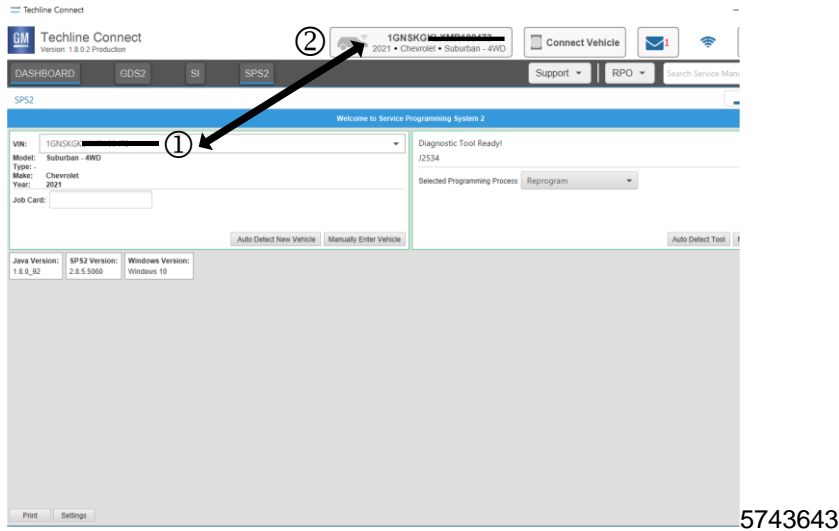 Techline Connect
GM Techline Connect
Version: 1.8.0.2 Production
②
2021 • Chevrolet • Suburban - 4WD
Connect Vehicle
1
DASHBOARD GDS2 SI SPS2
Support RPO Search Service Man
SPS2
Welcome to Service Programming System 2
VIN: 1GNSKGK
①
Model: Suburban - 4WD
Type: -
Make: Chevrolet
Year: 2021
Job Card:
Auto Detect New Vehicle Manually Enter Vehicle
Diagnostic Tool Ready!
J2534
Selected Programming Process Reprogram
Auto Detect Tool
Java Version: SPS2 Version: Windows Version:
1.8.0_92 2.8.5.5060 Windows 10
Print Settings
5743643